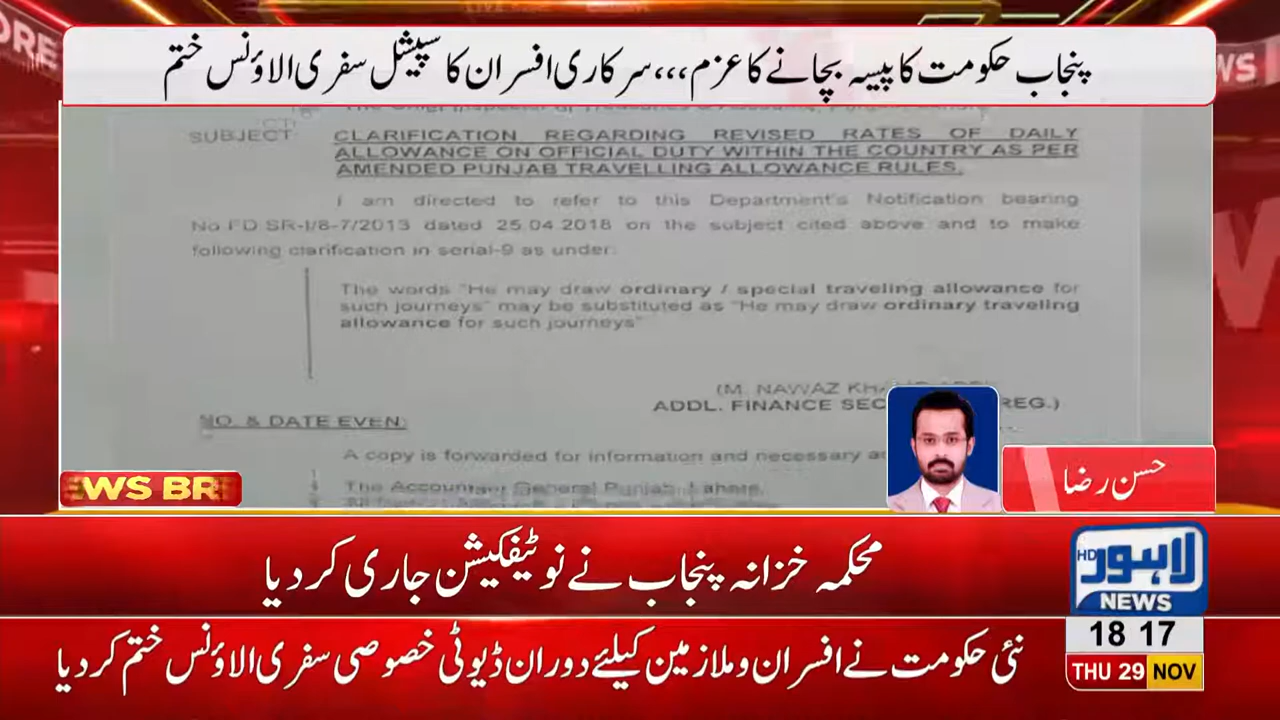 پنجاب حکومت کا پیسہ بچانے کا عزم ،،، سرکاری افسران کا سپیشل سفری الاؤنس ختم
SUBJECT: CLARIFICATION REGARDING REVISED RATES OF DAILY
ALLOWANCE ON OFFICIAL DUTY WITHIN THE COUNTRY AS PER
AMENDED PUNJAB TRAVELLING ALLOWANCE RULES.
I am directed to refer to this Department's Notification bearing
No.FD.SR-I/8-7/2013 dated 25.04.2018 on the subject cited above and to make
following clarification in serial-9 as under:
The words "He may draw ordinary / special traveling allowance for
such journeys" may be substituted as "He may draw ordinary traveling
allowance for such journeys"
(M. NAWAZ
ADDL. FINANCE SEC REG.)
NO. & DATE EVEN:
A copy is forwarded for information and necessary
The Accountant General Punjab, Lahore.
EWS BR
حسن رضا
محکمہ خزانہ پنجاب نے نوٹیفکیشن جاری کر دیا
لاہور HD
NEWS
18 17
THU 29 NOV
نئی حکومت نے افسران و ملازمین کیلئے دوران ڈیوٹی خصوصی سفری الاؤنس ختم کر دیا